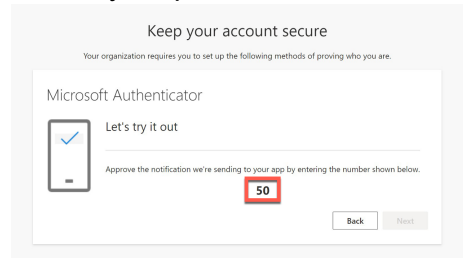 Keep your account secure
Your organization requires you to set up the following methods of proving who you are.
Microsoft Authenticator
Let's try it out
Approve the notification we're sending to your app by entering the number shown below.
50
Back Next